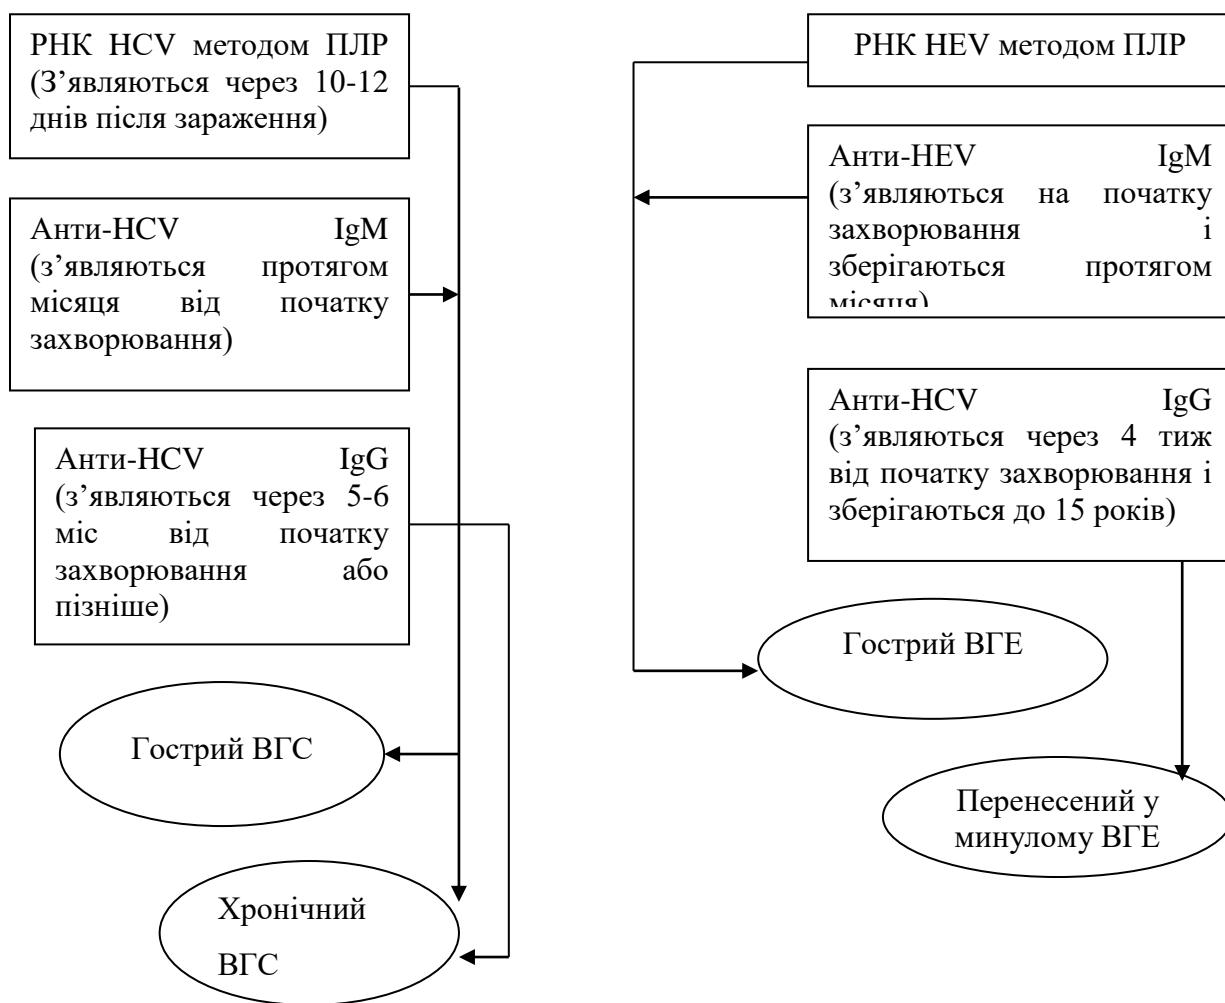 РНК HCV методом ПЛР
(З’являються через 10-12
днів після зараження)
Анти-HCV IgM
(з’являються протягом
місяця від початку
захворювання)
Анти-HCV IgG
(з’являються через 5-6
міс від початку
захворювання або
пізніше)
Гострий ВГС
Хронічний
ВГС
РНК HEV методом ПЛР
Анти-HEV IgM
(з’являються на початку
захворювання і
зберігаються протягом
місяця)
Анти-HCV IgG
(з’являються через 4 тиж
від початку захворювання і
зберігаються до 15 років)
Гострий ВГЕ
Перенесений у
минулому ВГЕ